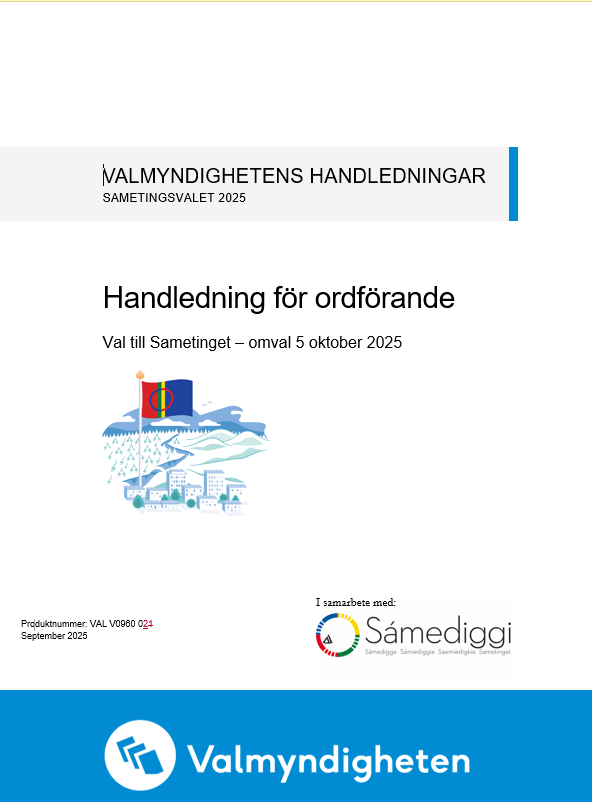 VALMYNDIGHETENS HANDLEDNINGAR
SAMETINGSVALET 2025
Handledning för ordförande
Val till Sametinget – omval 5 oktober 2025
I samarbete med:
Produktnummer: VAL V0960 021
September 2025
Sámediggi
Sámedigge Sámiediggie Saemiedigkie Sametinget
Valmyndigheten